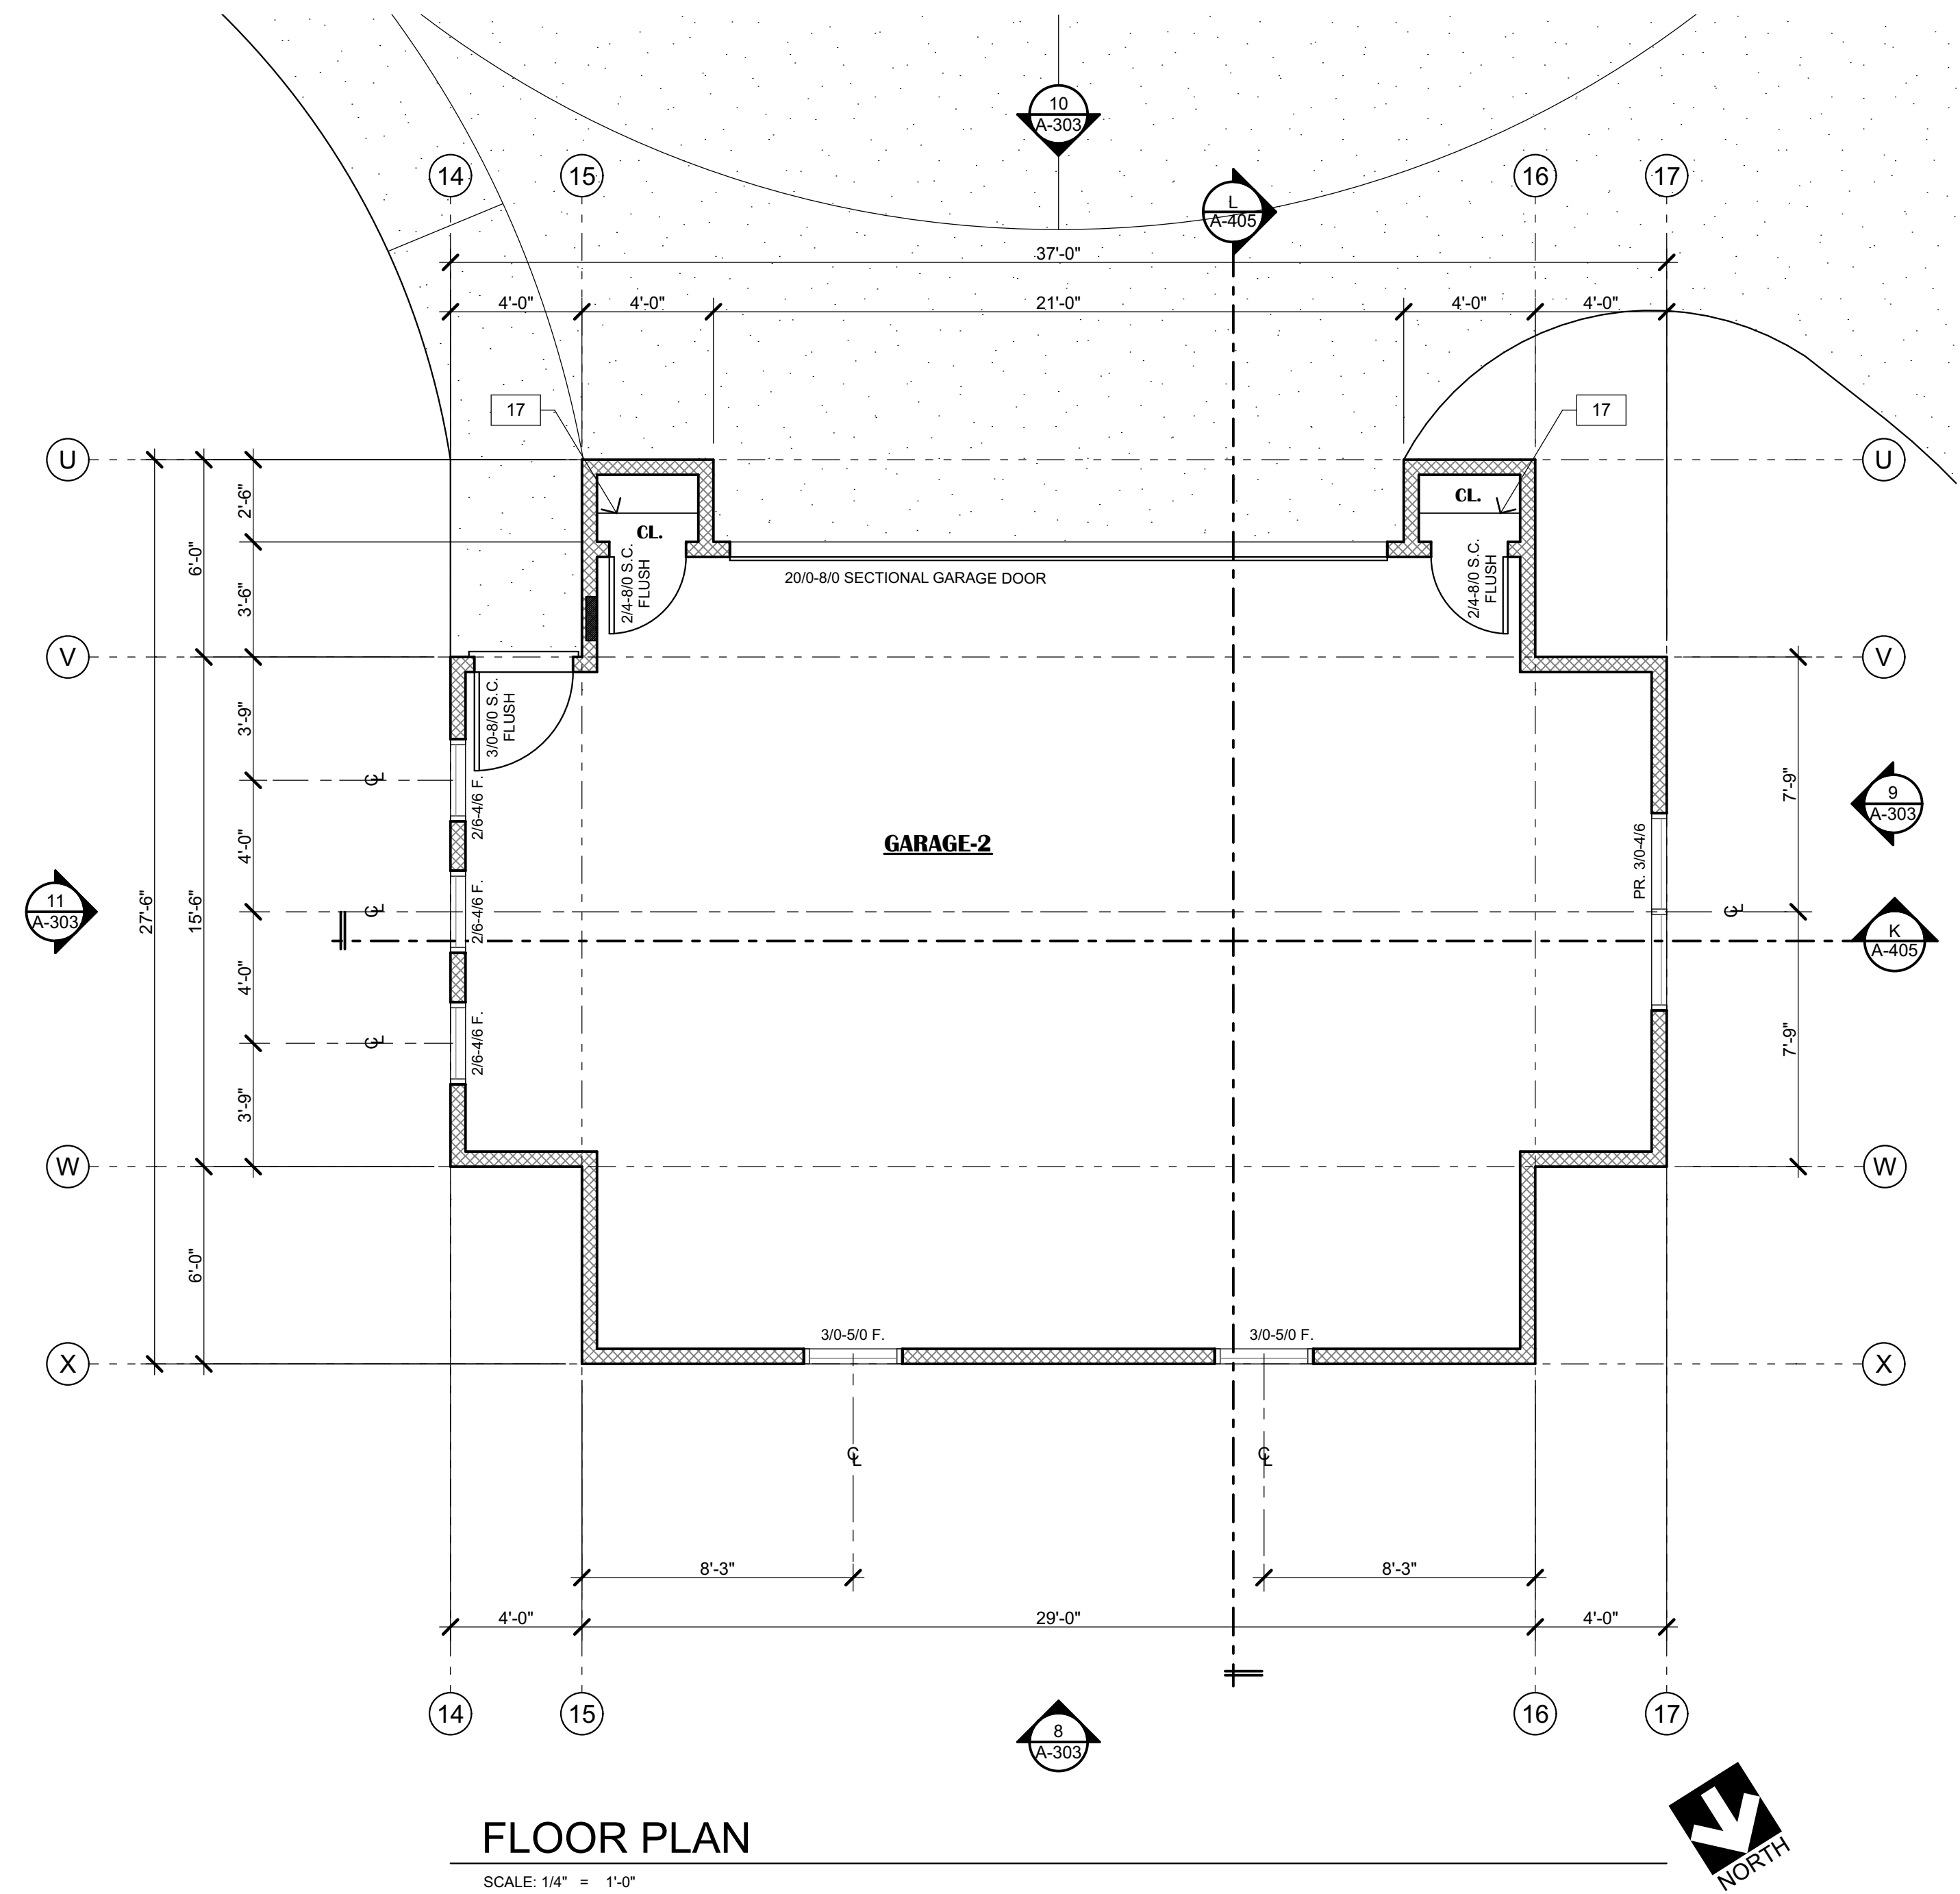 10
A-303
14
15
16
17
L
A-405
37'-0"
4'-0"
4'-0"
21'-0"
4'-0"
4'-0"
17
17
U
U
2'-6"
CL.
CL.
6'-0"
3'-6"
2/4-8/0 S.C.
FLUSH
20/0-8/0 SECTIONAL GARAGE DOOR
2/4-8/0 S.C.
FLUSH
V
V
3'-9"
3/0-8/0 S.C.
FLUSH
7'-9"
9
A-303
℄
2/6-4/6 F.
4'-0"
GARAGE-2
PR. 3/0-4/6
11
A-303
27'-6"
15'-6"
℄
2/6-4/6 F.
℄
K
A-405
4'-0"
℄
2/6-4/6 F.
7'-9"
3'-9"
W
W
6'-0"
3/0-5/0 F.
3/0-5/0 F.
X
X
℄
℄
8'-3"
8'-3"
4'-0"
29'-0"
4'-0"
14
15
16
17
8
A-303
FLOOR PLAN
NORTH
SCALE: 1/4" = 1'-0"